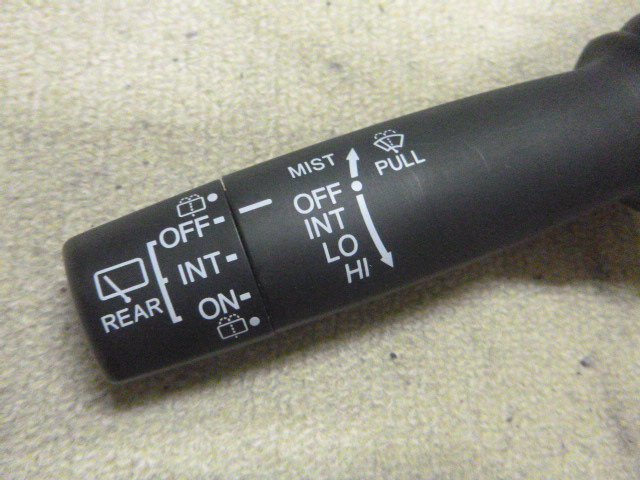 MIST
PULL
OFF
INT
LO
HI
OFF
INT
ON
REAR